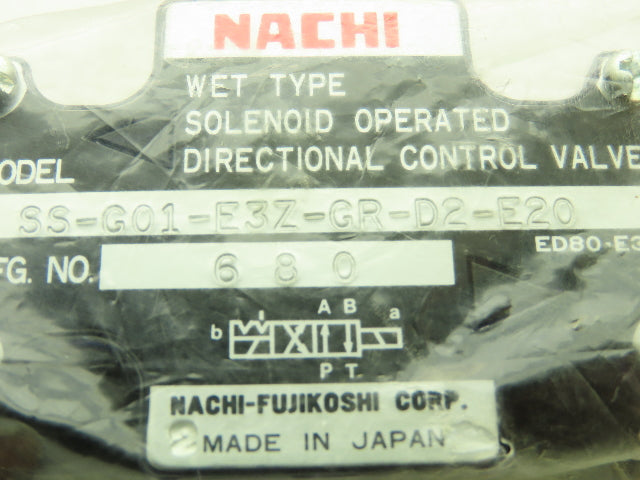 NACHI
WET TYPE
SOLENOID OPERATED
DIRECTIONAL CONTROL VALVE
ODEL
SS-G01-E3Z-GR-D2-E20
ED80-E3
FG. NO. 680
A B
b a
P T
NACHI-FUJIKOSHI CORP.
MADE IN JAPAN